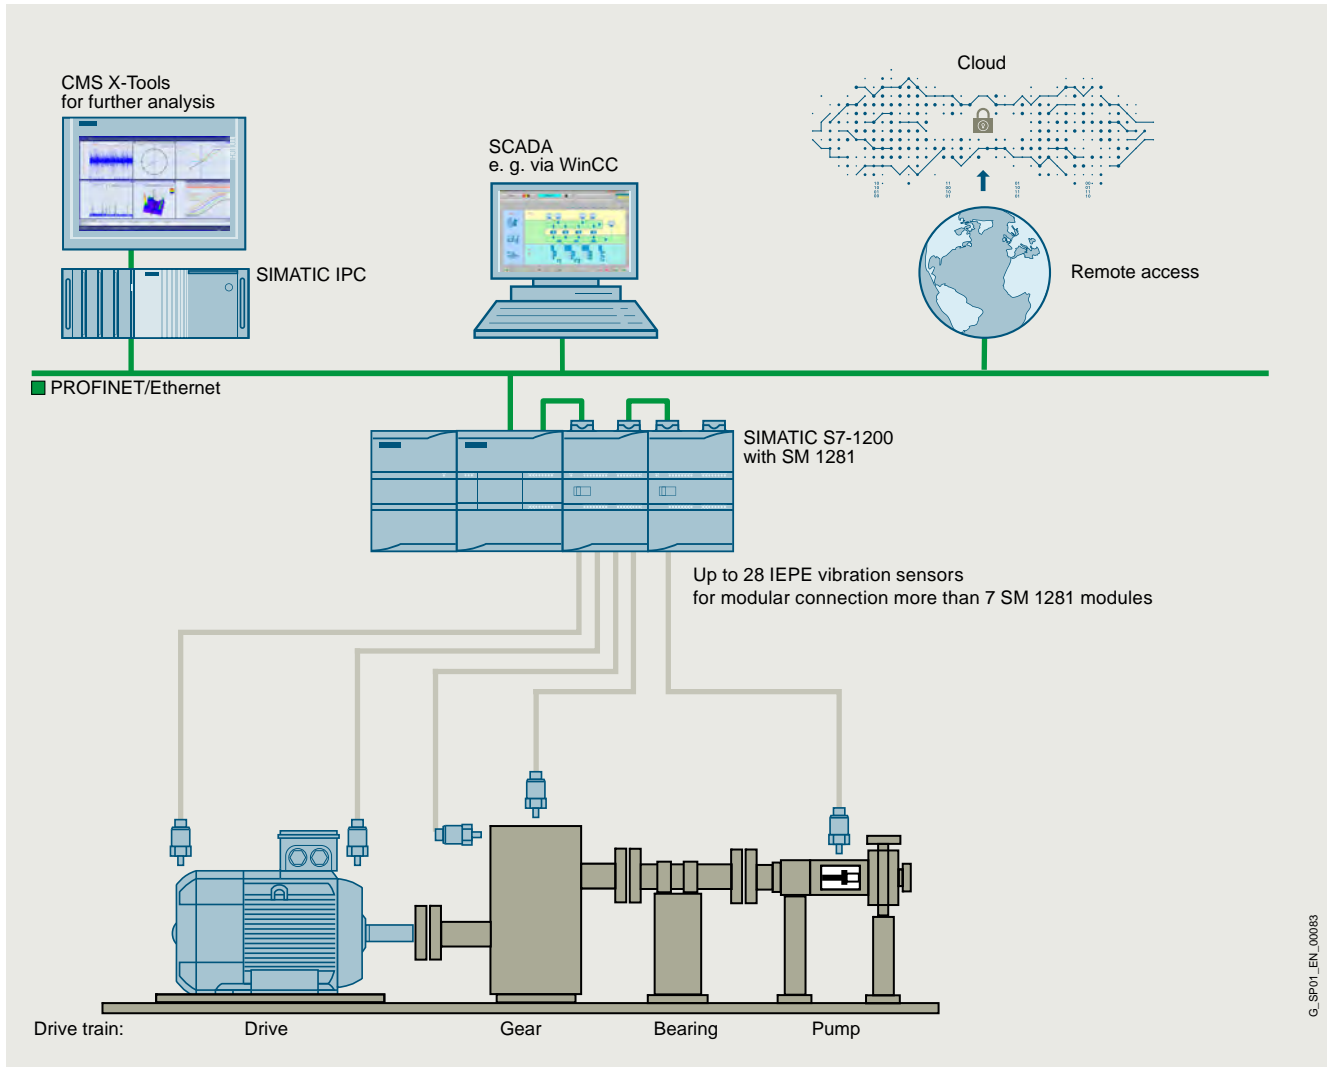 CMS X-Tools
for further analysis
SIMATIC IPC
SCADA
e. g. via WinCC
Cloud
Remote access
PROFINET/Ethernet
SIMATIC S7-1200
with SM 1281
Up to 28 IEPE vibration sensors
for modular connection more than 7 SM 1281 modules
Drive train:
Drive
Gear
Bearing
Pump
G_SP01_EN_00083